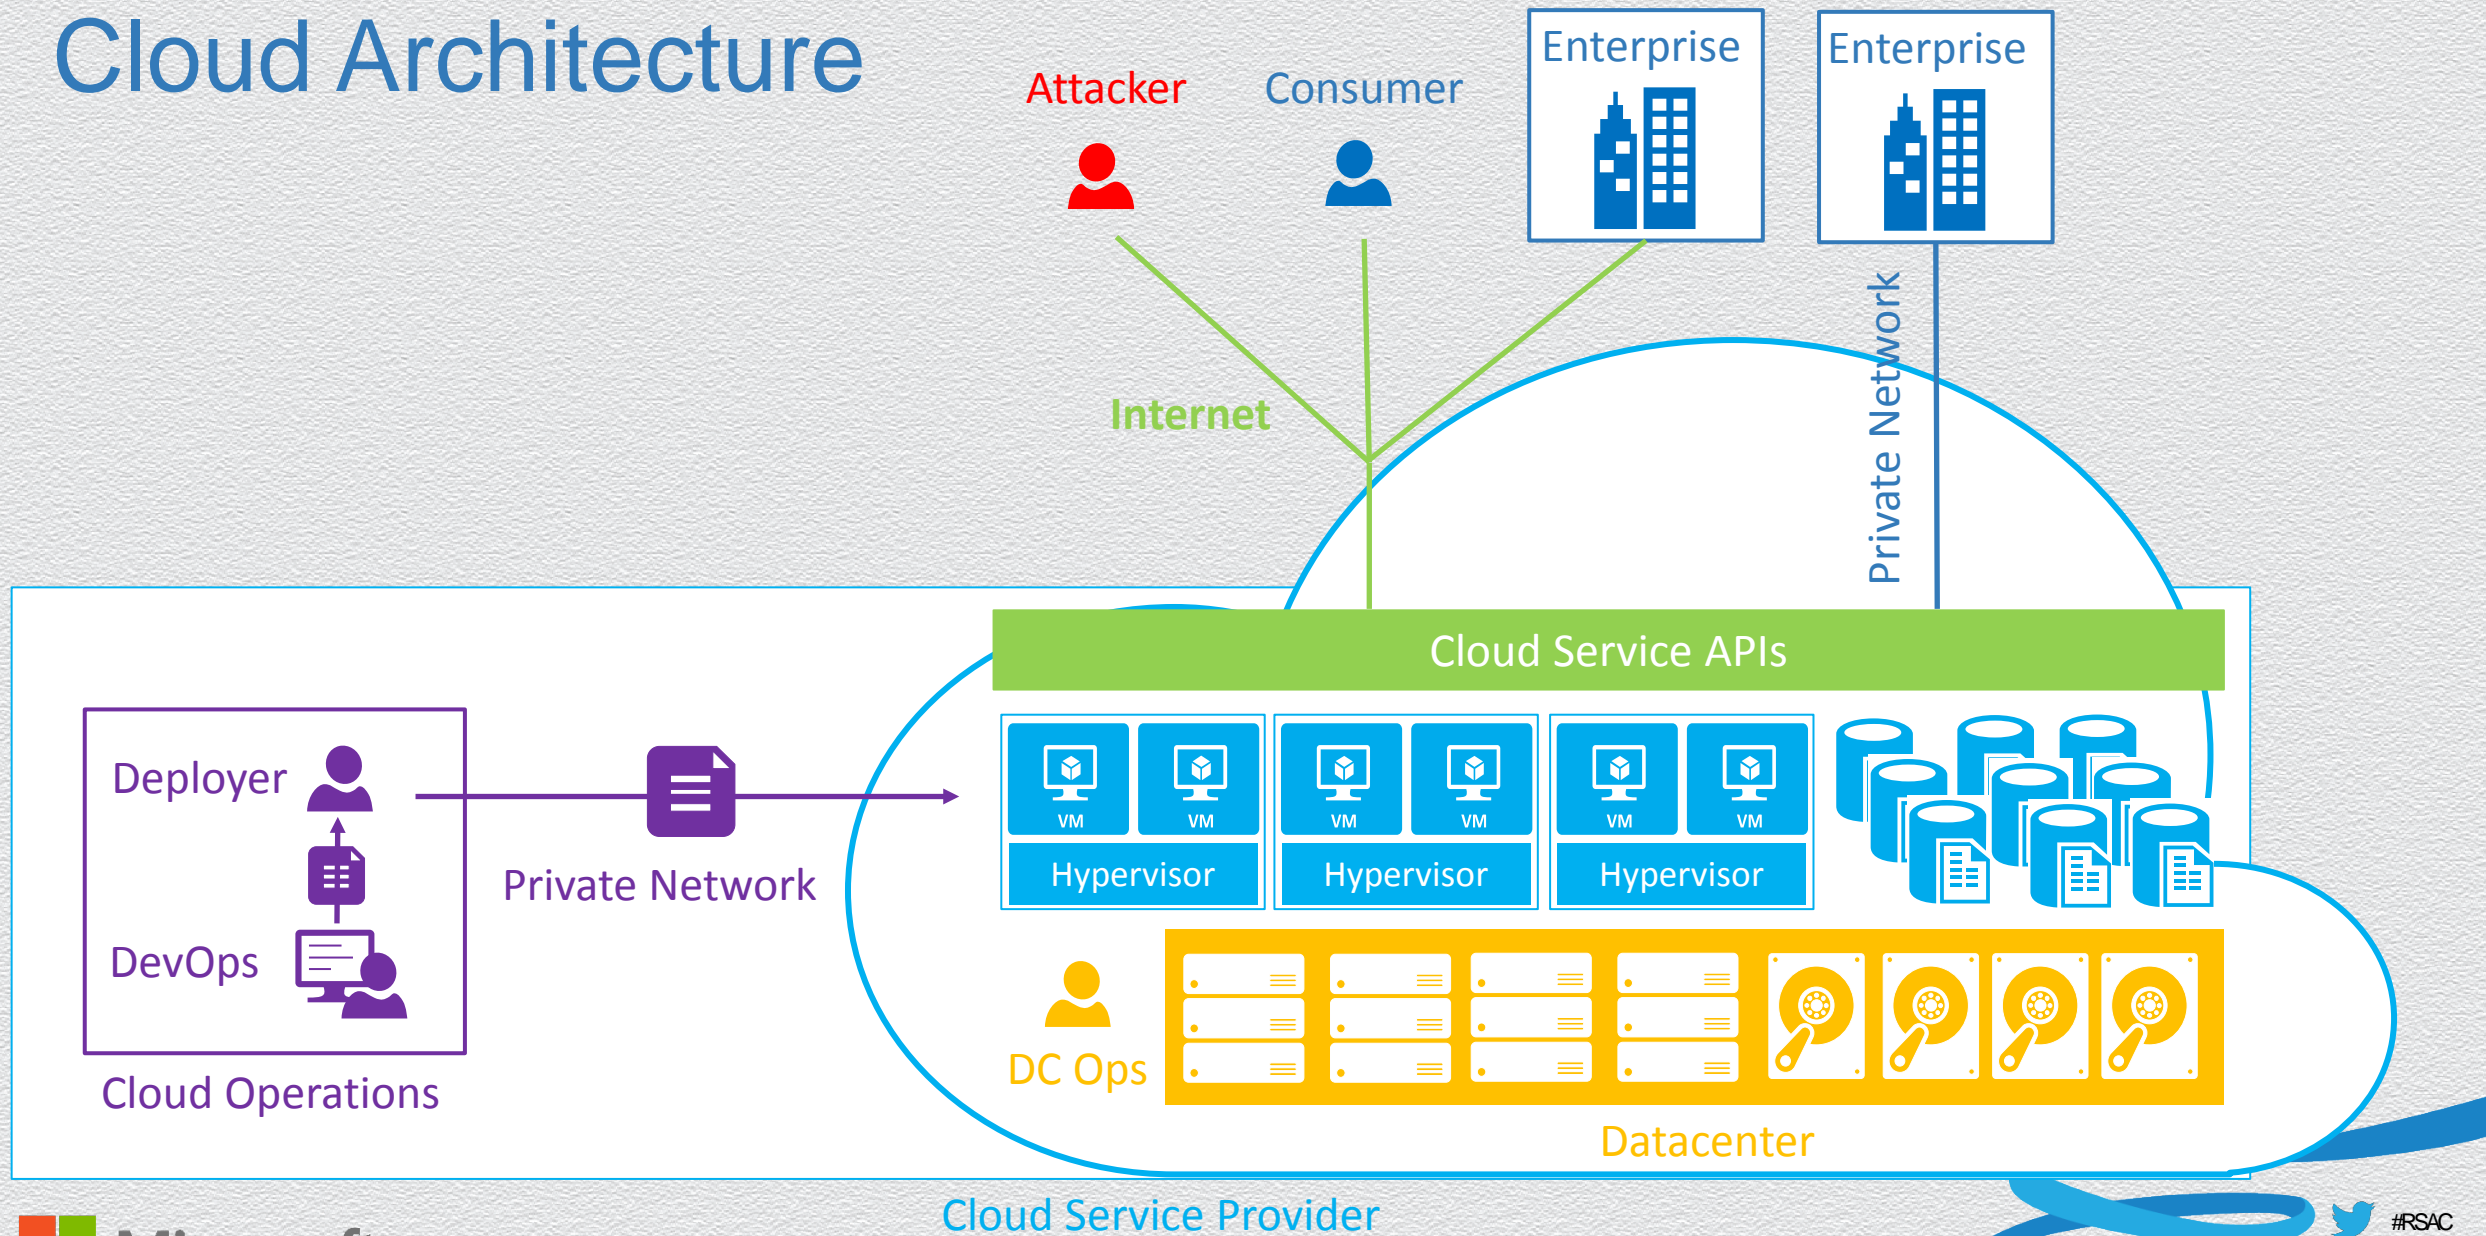 Cloud Architecture
Attacker
Consumer
Enterprise
Enterprise
Internet
Private Network
Cloud Service APIs
VM
VM
VM
VM
VM
VM
Hypervisor
Hypervisor
Hypervisor
Deployer
DevOps
Cloud Operations
Private Network
DC Ops
Datacenter
Cloud Service Provider
#RSAC